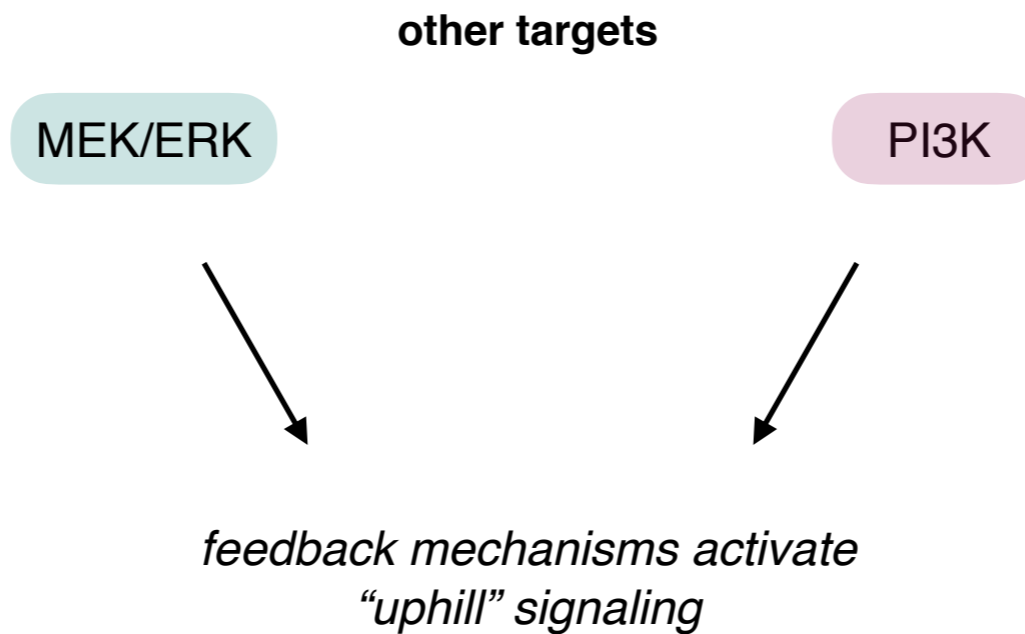 other targets
MEK/ERK
PI3K
feedback mechanisms activate
“uphill” signaling